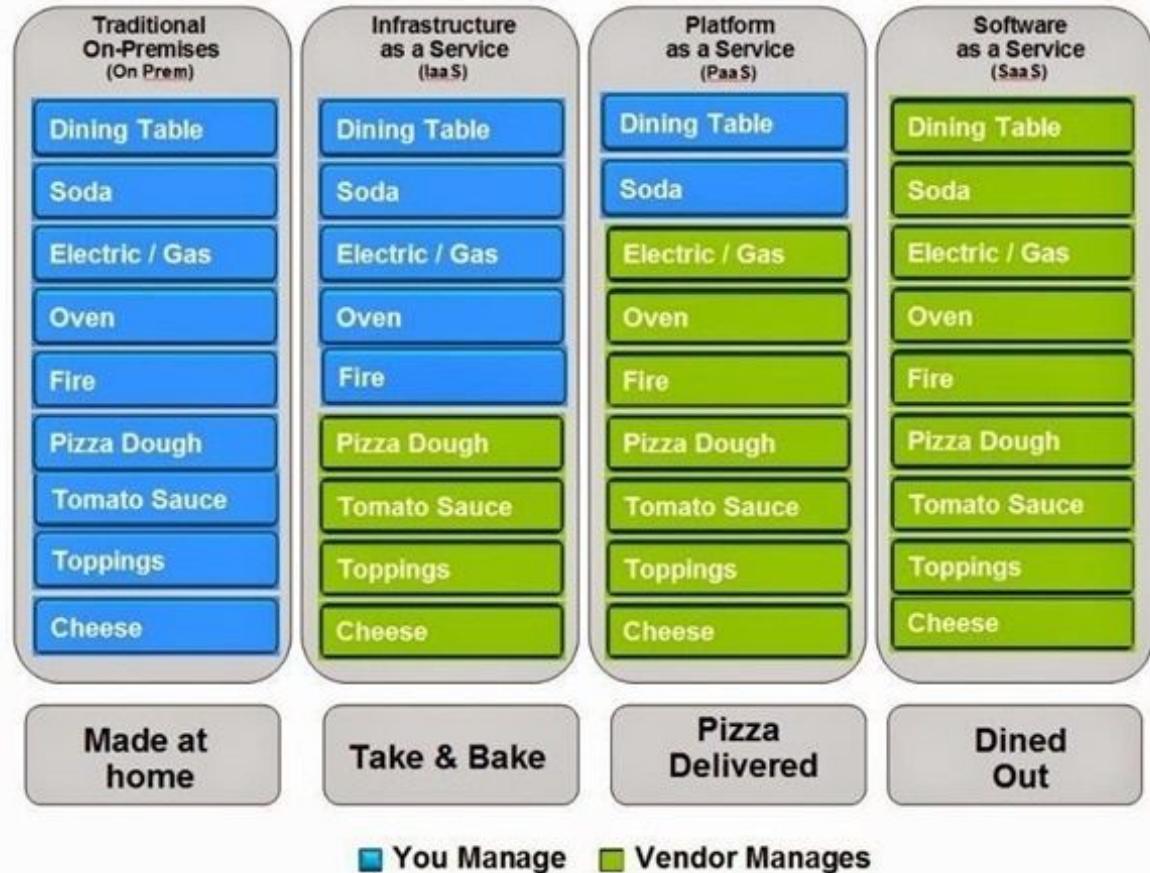 Traditional
On-Premises
(On Prem)
Dining Table
Soda
Electric / Gas
Oven
Fire
Pizza Dough
Tomato Sauce
Toppings
Cheese
Made at
home
Infrastructure
as a Service
(IaaS)
Dining Table
Soda
Electric / Gas
Oven
Fire
Pizza Dough
Tomato Sauce
Toppings
Cheese
Take & Bake
Platform
as a Service
(PaaS)
Dining Table
Soda
Electric / Gas
Oven
Fire
Pizza Dough
Tomato Sauce
Toppings
Cheese
Pizza
Delivered
Software
as a Service
(SaaS)
Dining Table
Soda
Electric / Gas
Oven
Fire
Pizza Dough
Tomato Sauce
Toppings
Cheese
Dined
Out
You Manage
Vendor Manages